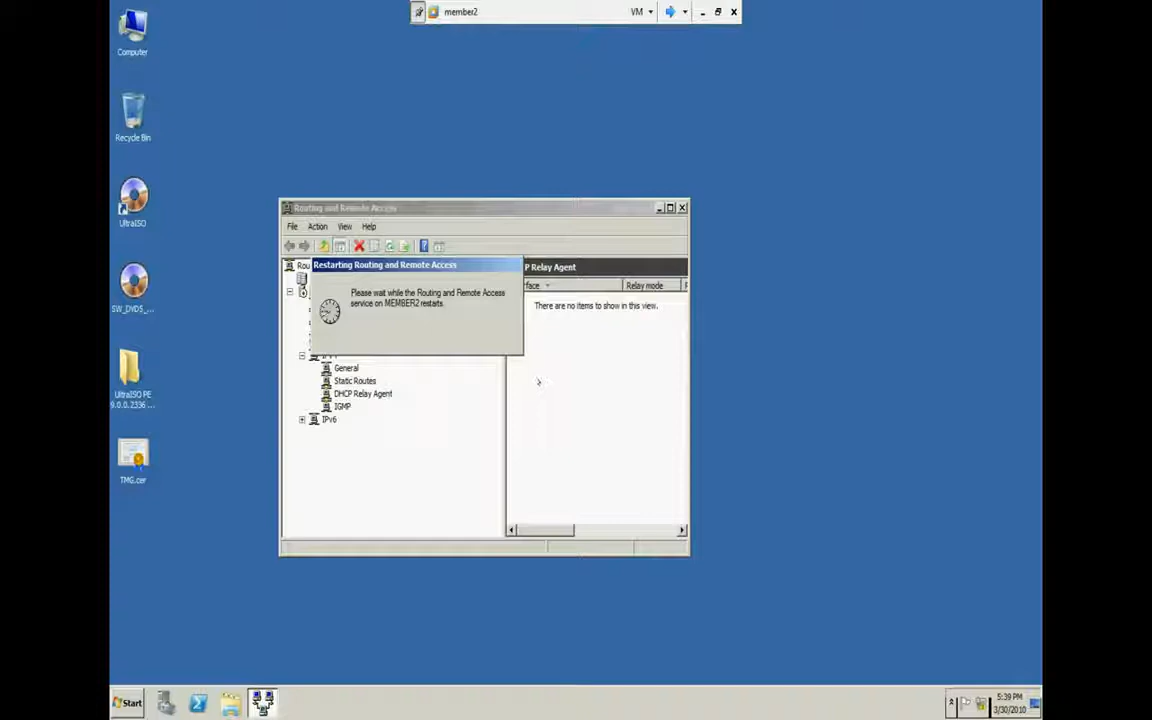 member2
VM
Computer
Recycle Bin
UltraISO
SW_DVD5_...
UltraISO PE
9.0.0.2336 ...
TMG.cer
Routing and Remote Access
File Action View Help
Rou
Restarting Routing and Remote Access
Please wait while the Routing and Remote Access
service on MEMBER2 restarts.
P Relay Agent
rface
Relay mode
There are no items to show in this view.
General
Static Routes
DHCP Relay Agent
IGMP
IPv6
Start
5:39 PM
3/30/2010